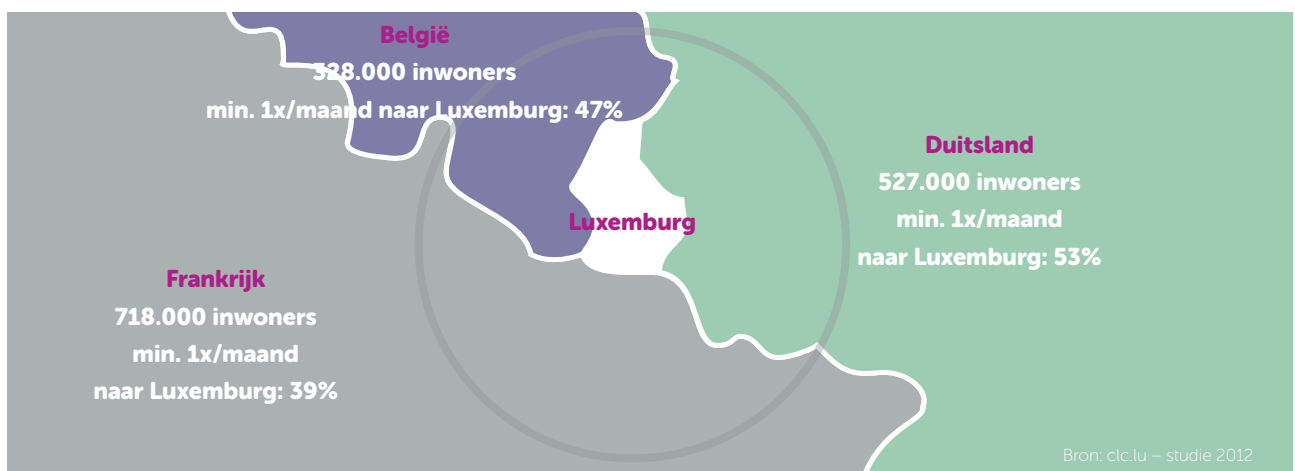 België
328.000 inwoners
min. 1x/maand naar Luxemburg: 47%
Duitsland
527.000 inwoners
min. 1x/maand
naar Luxemburg: 53%
Luxemburg
Frankrijk
718.000 inwoners
min. 1x/maand
naar Luxemburg: 39%
Bron: clc.lu – studie 2012